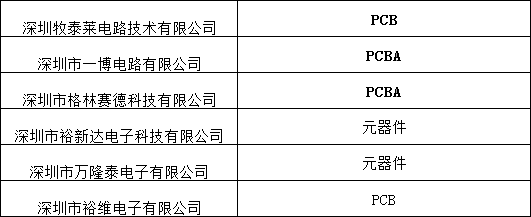 深圳牧泰莱电路技术有限公司 PCB
深圳市一博电路有限公司 PCBA
深圳市格林赛德科技有限公司 PCBA
深圳市裕新达电子科技有限公司 元器件
深圳市万隆泰电子有限公司 元器件
深圳市裕维电子有限公司 PCB